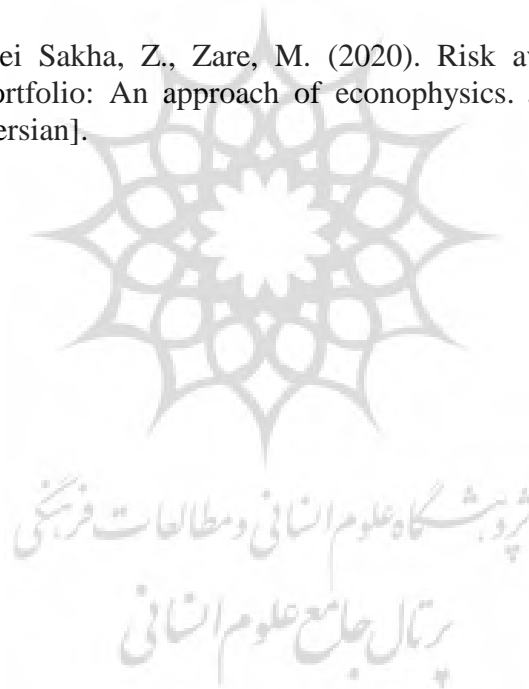 ei Sakha, Z., Zare, M. (2020). Risk av
ortfolio: An approach of econophysics.
ersian].
پژوهشگاه علوم انسانی و مطالعات فرهنگی
پرتال جامع علوم انسانی